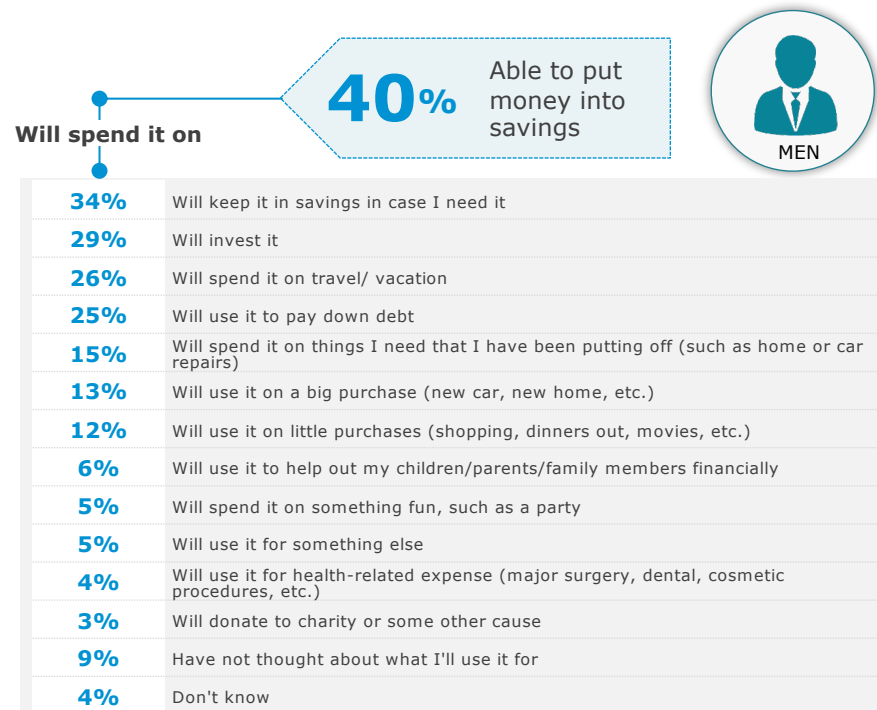 40%
Able to put
money into
savings
Will spend it on
MEN
34% Will keep it in savings in case I need it
29% Will invest it
26% Will spend it on travel/ vacation
25% Will use it to pay down debt
15% Will spend it on things I need that I have been putting off (such as home or car
repairs)
13% Will use it on a big purchase (new car, new home, etc.)
12% Will use it on little purchases (shopping, dinners out, movies, etc.)
6% Will use it to help out my children/parents/family members financially
5% Will spend it on something fun, such as a party
5% Will use it for something else
4% Will use it for health-related expense (major surgery, dental, cosmetic
procedures, etc.)
3% Will donate to charity or some other cause
9% Have not thought about what I'll use it for
4% Don't know